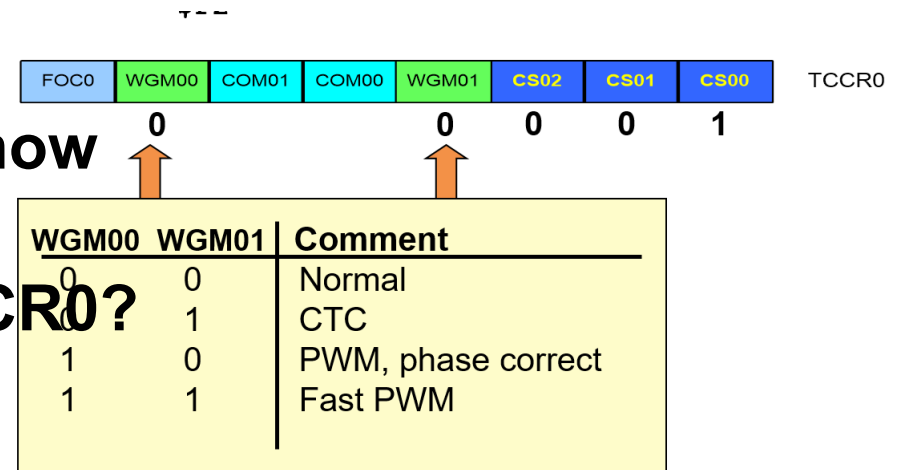 FOC0 WGM00 COM01 COM00 WGM01 CS02 CS01 CS00 TCCR0
0 0 0 0 1
now
WGM00 WGM01 Comment
0 0 Normal
CR0?
0 1 CTC
1 0 PWM, phase correct
1 1 Fast PWM